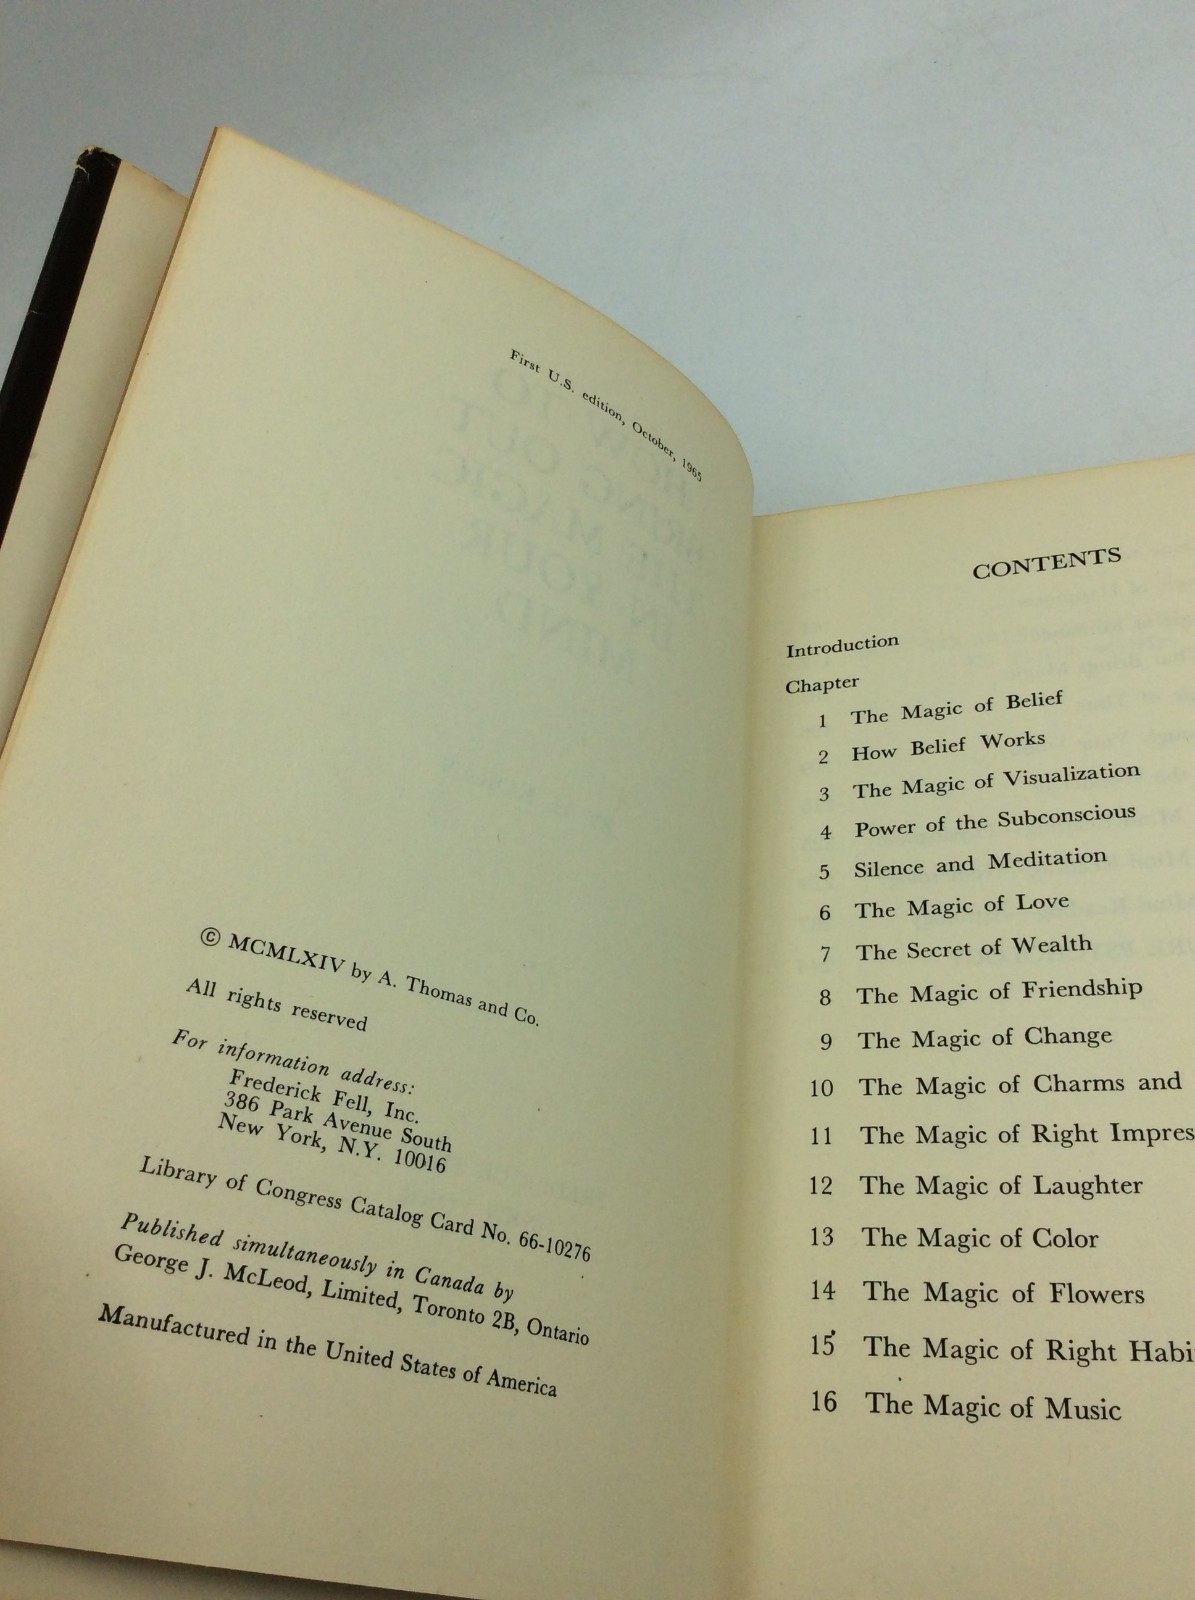 First U.S. edition, October, 1965
© MCMLXIV by A. Thomas and Co.
All rights reserved
For information address:
Frederick Fell, Inc.
386 Park Avenue South
New York, N.Y. 10016
Library of Congress Catalog Card No. 66-10276
Published simultaneously in Canada by
George J. McLeod, Limited, Toronto 2B, Ontario
Manufactured in the United States of America
CONTENTS
Introduction
Chapter
1 The Magic of Belief
2 How Belief Works
3 The Magic of Visualization
4 Power of the Subconscious
5 Silence and Meditation
6 The Magic of Love
7 The Secret of Wealth
8 The Magic of Friendship
9 The Magic of Change
10 The Magic of Charms and
11 The Magic of Right Impres
12 The Magic of Laughter
13 The Magic of Color
14 The Magic of Flowers
15 The Magic of Right Habi
16 The Magic of Music